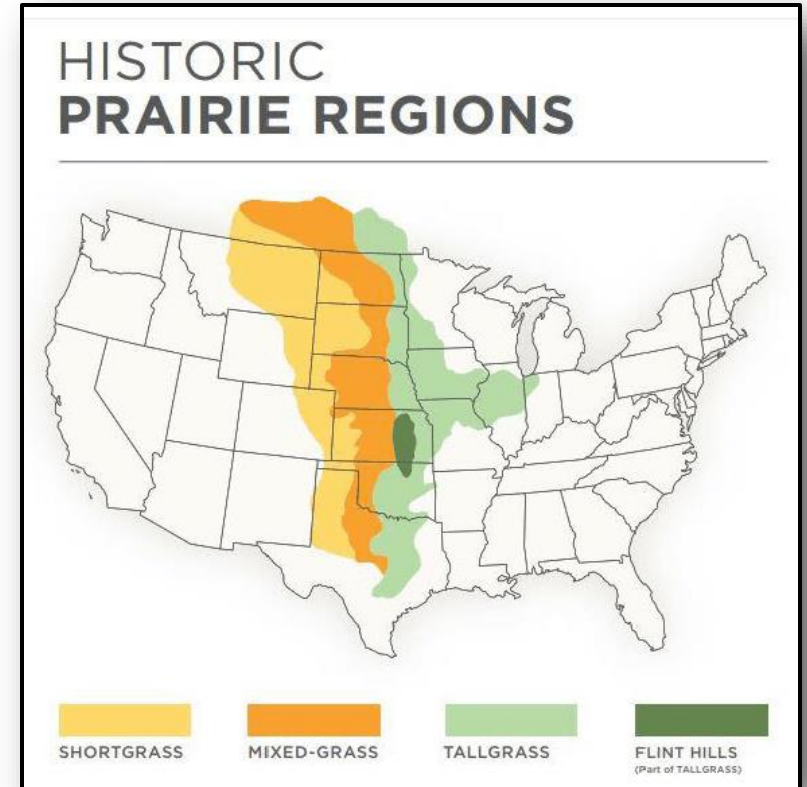 HISTORIC
PRAIRIE REGIONS
SHORTGRASS
MIXED-GRASS
TALLGRASS
FLINT HILLS
(Part of TALLGRASS)